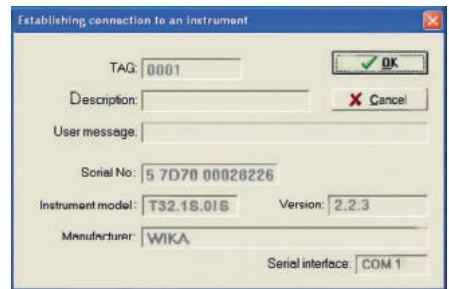 Establishing connection to an instrument
TAG: 0001
OK
Description:
Cancel
User message:
Serial No: 5 7D70 00028226
Instrument model: T32.1S.0IS
Version: 2.2.3
Manufacturer: WIKA
Serial interface: COM 1